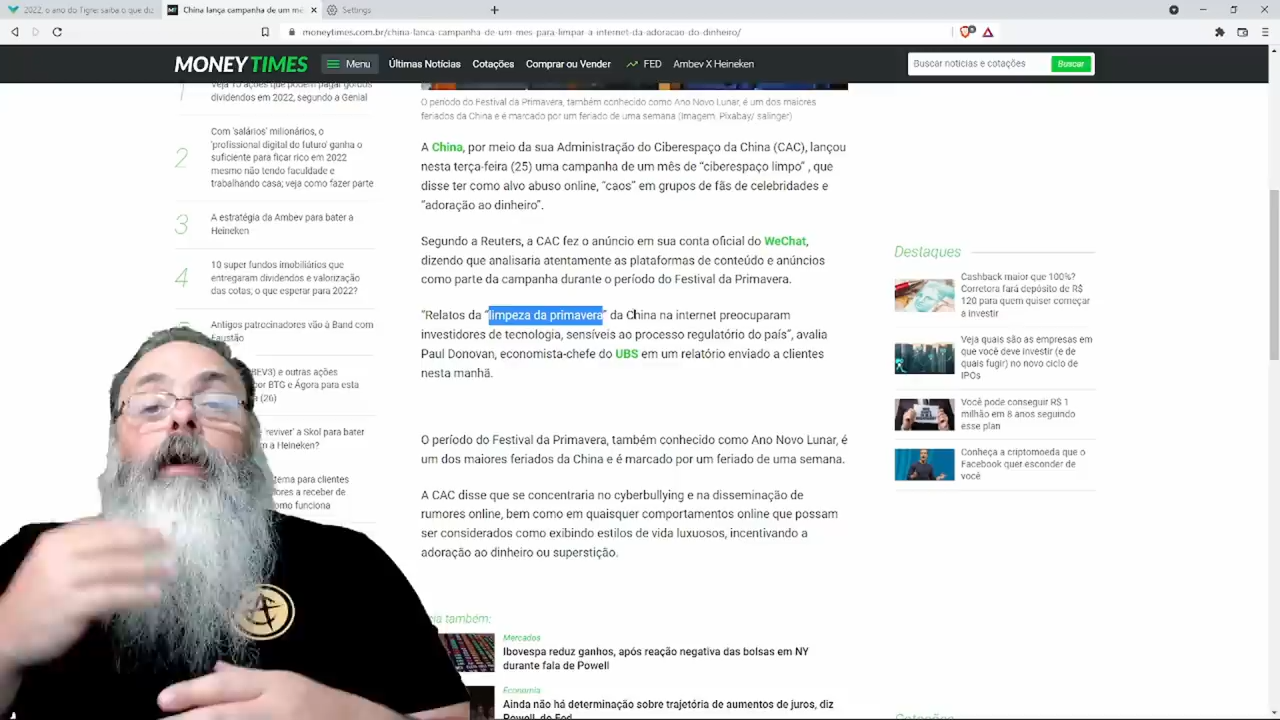 2022, o ano do Tigre: saiba o que diz
China lança campanha de um mê
Settings
moneytimes.com.br/china-lanca-campanha-de-um-mes-para-limpar-a-internet-da-adoracao-do-dinheiro/
MONEY TIMES
Menu
Últimas Notícias
Cotações
Comprar ou Vender
FED
Ambev X Heineken
Buscar notícias e cotações
Buscar
1
Veja 15 ações que podem pagar gordos
dividendos em 2022, segundo a Genial
2
Com 'salários' milionários, o
'profissional digital do futuro' ganha o
suficiente para ficar rico em 2022
mesmo não tendo faculdade e
trabalhando casa; veja como fazer parte
3
A estratégia da Ambev para bater a
Heineken
4
10 super fundos imobiliários que
entregaram dividendos e valorização
das cotas; o que esperar para 2022?
Antigos patrocinadores vão à Band com
Faustão
BEV3) e outras ações
por BTG e Ágora para esta
(26)
reviver' a Skol para bater
a Heineken?
tema para clientes
ores a receber de
omo funciona
O período do Festival da Primavera, também conhecido como Ano Novo Lunar, é um dos maiores
feriados da China e é marcado por um feriado de uma semana (Imagem: Pixabay/ salinger)
A China, por meio da sua Administração do Ciberespaço da China (CAC), lançou
nesta terça-feira (25) uma campanha de um mês de “ciberespaço limpo” , que
disse ter como alvo abuso online, “caos” em grupos de fãs de celebridades e
“adoração ao dinheiro”.
Segundo a Reuters, a CAC fez o anúncio em sua conta oficial do WeChat,
dizendo que analisaria atentamente as plataformas de conteúdo e anúncios
como parte da campanha durante o período do Festival da Primavera.
“Relatos da “limpeza da primavera” da China na internet preocuparam
investidores de tecnologia, sensíveis ao processo regulatório do país”, avalia
Paul Donovan, economista-chefe do UBS em um relatório enviado a clientes
nesta manhã.
O período do Festival da Primavera, também conhecido como Ano Novo Lunar, é
um dos maiores feriados da China e é marcado por um feriado de uma semana.
A CAC disse que se concentraria no cyberbullying e na disseminação de
rumores online, bem como em quaisquer comportamentos online que possam
ser considerados como exibindo estilos de vida luxuosos, incentivando a
adoração ao dinheiro ou superstição.
ia também:
Mercados
Ibovespa reduz ganhos, após reação negativa das bolsas em NY
durante fala de Powell
Economia
Ainda não há determinação sobre trajetória de aumentos de juros, diz
Powell, do Fed
Destaques
Cashback maior que 100%?
Corretora fará depósito de R$
120 para quem quiser começar
a investir
Veja quais são as empresas em
que você deve investir (e de
quais fugir) no novo ciclo de
IPOs
Você pode conseguir R$ 1
milhão em 8 anos seguindo
esse plan
Conheça a criptomoeda que o
Facebook quer esconder de
você
Cotações